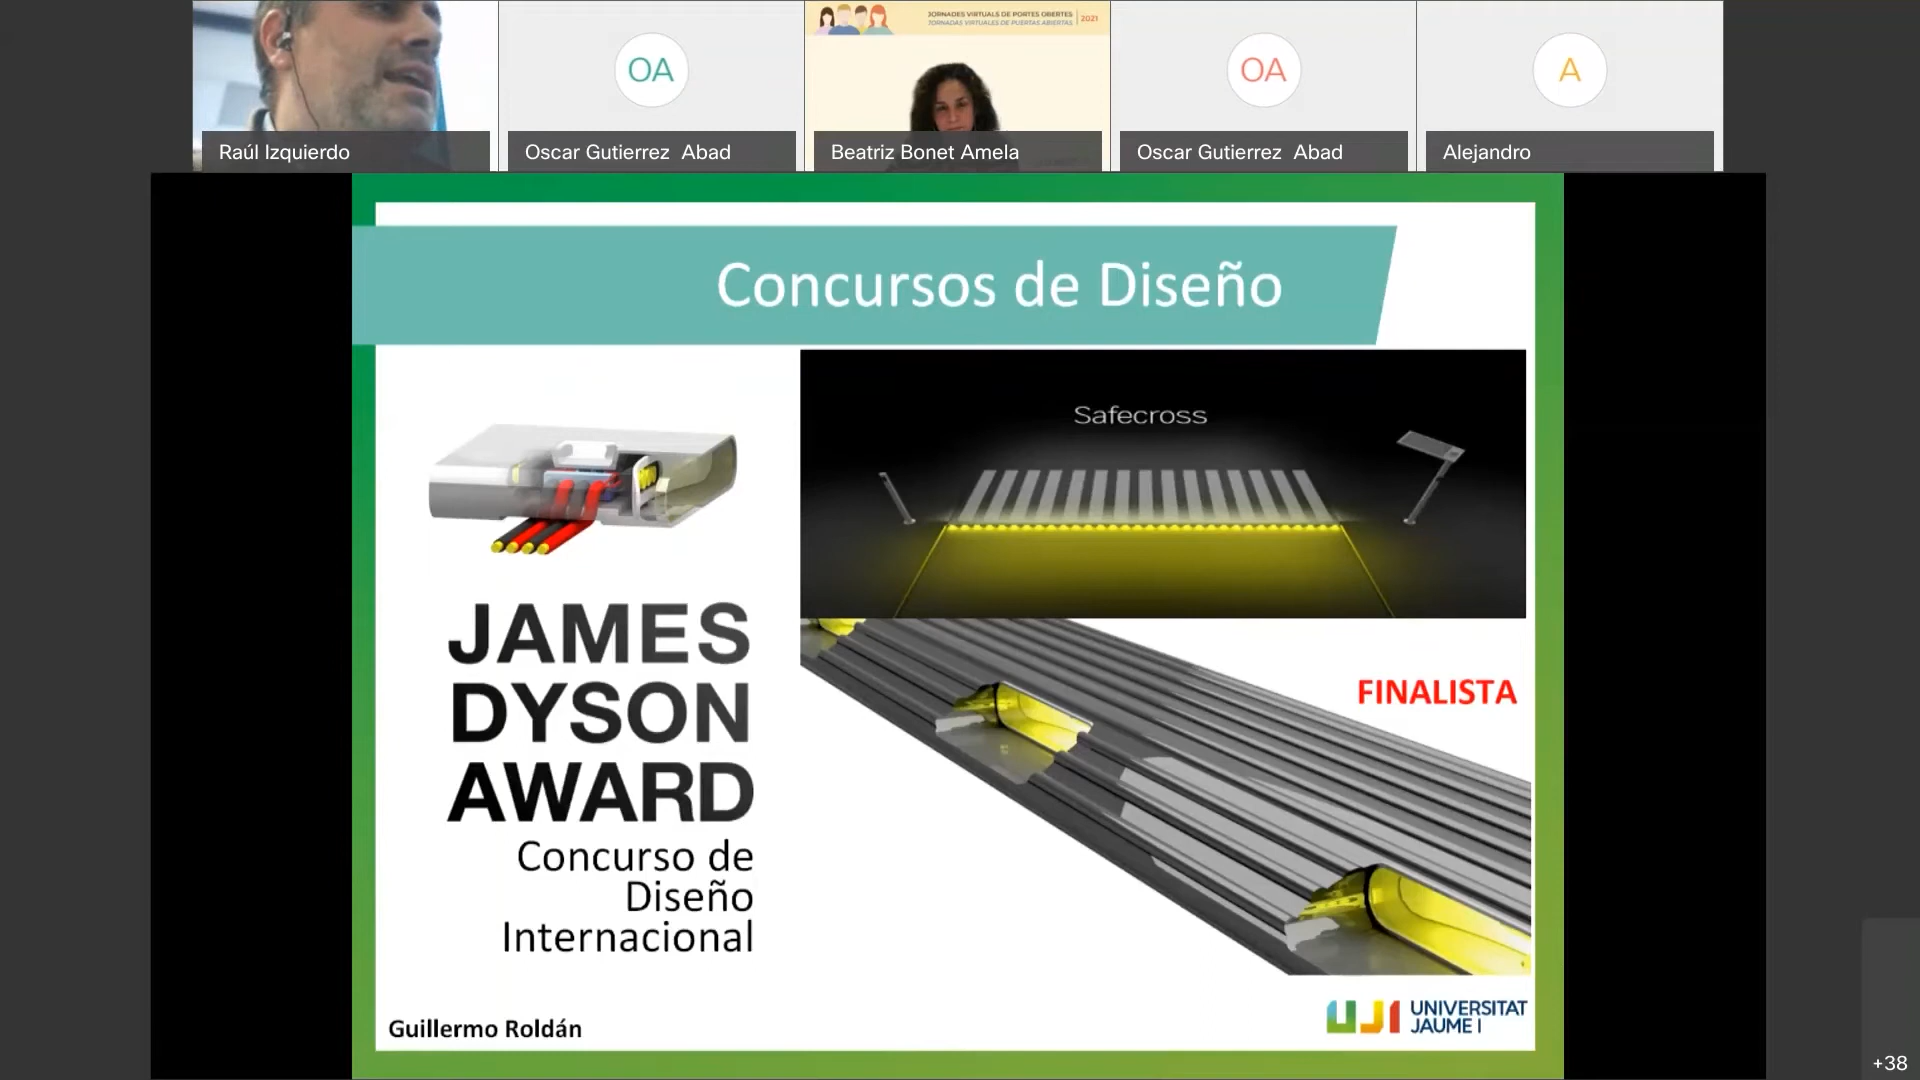 JORNADES VIRTUALS DE PORTES OBERTES
JORNADAS VIRTUALES DE PUERTAS ABIERTAS
2021
OA
OA
A
Raúl Izquierdo
Oscar Gutierrez Abad
Beatriz Bonet Amela
Oscar Gutierrez Abad
Alejandro
Concursos de Diseño
Safecross
FINALISTA
JAMES
DYSON
AWARD
Concurso de
Diseño
Internacional
Guillermo Roldán
UJI UNIVERSITAT
JAUME I
+38